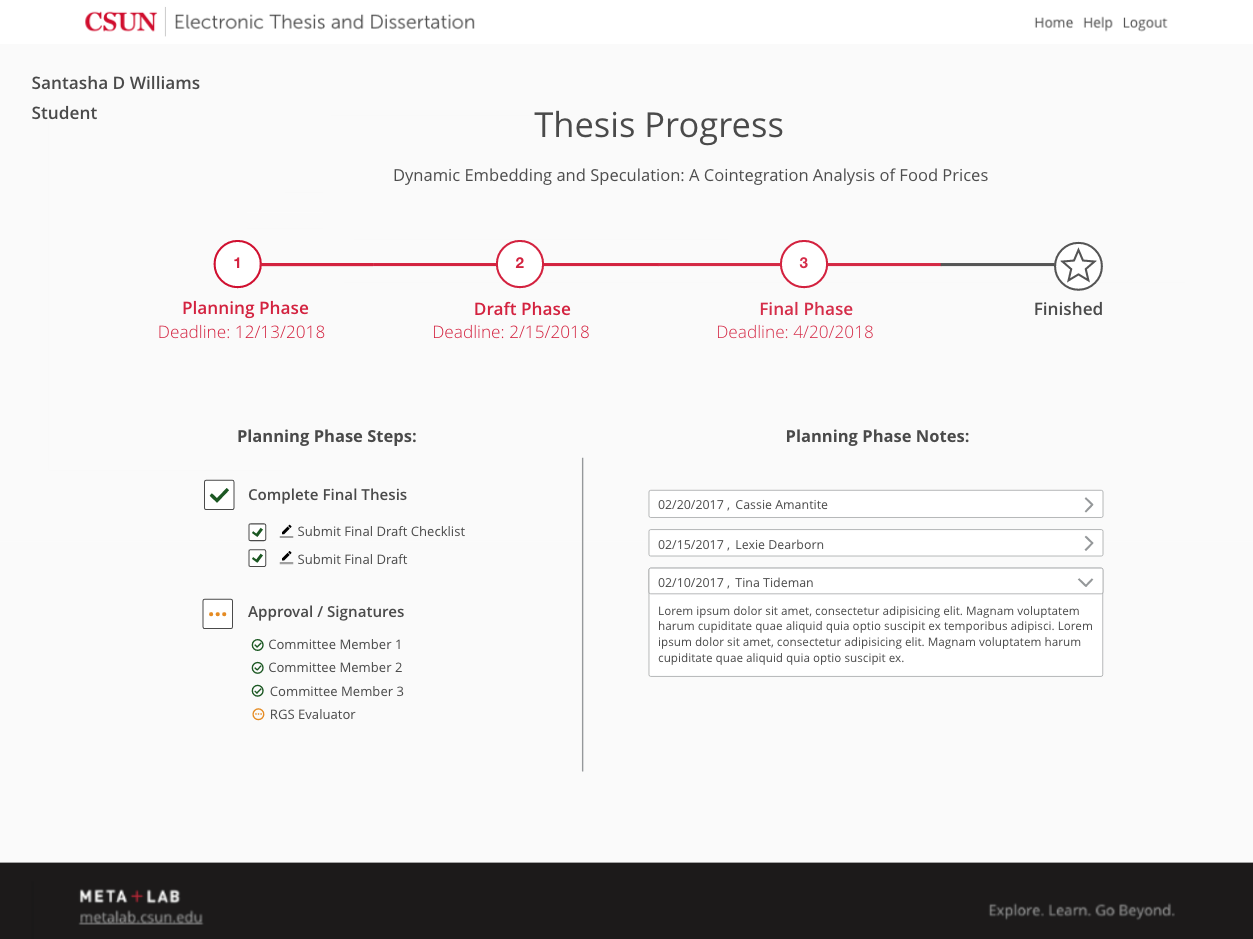 CSUN Electronic Thesis and Dissertation
Home Help Logout
Santasha D Williams
Student
Thesis Progress
Dynamic Embedding and Speculation: A Cointegration Analysis of Food Prices
1 2 3
Planning Phase Draft Phase Final Phase Finished
Deadline: 12/13/2018 Deadline: 2/15/2018 Deadline: 4/20/2018
Planning Phase Steps:
Complete Final Thesis
Submit Final Draft Checklist
Submit Final Draft
Approval / Signatures
Committee Member 1
Committee Member 2
Committee Member 3
RGS Evaluator
Planning Phase Notes:
02/20/2017 , Cassie Amantite
02/15/2017 , Lexie Dearborn
02/10/2017 , Tina Tideman
Lorem ipsum dolor sit amet, consectetur adipisicing elit. Magnam voluptatem
harum cupiditate quae aliquid quia optio suscipit ex temporibus adipisci. Lorem
ipsum dolor sit amet, consectetur adipisicing elit. Magnam voluptatem harum
cupiditate quae aliquid quia optio suscipit ex.
META+LAB
metalab.csun.edu
Explore. Learn. Go Beyond.